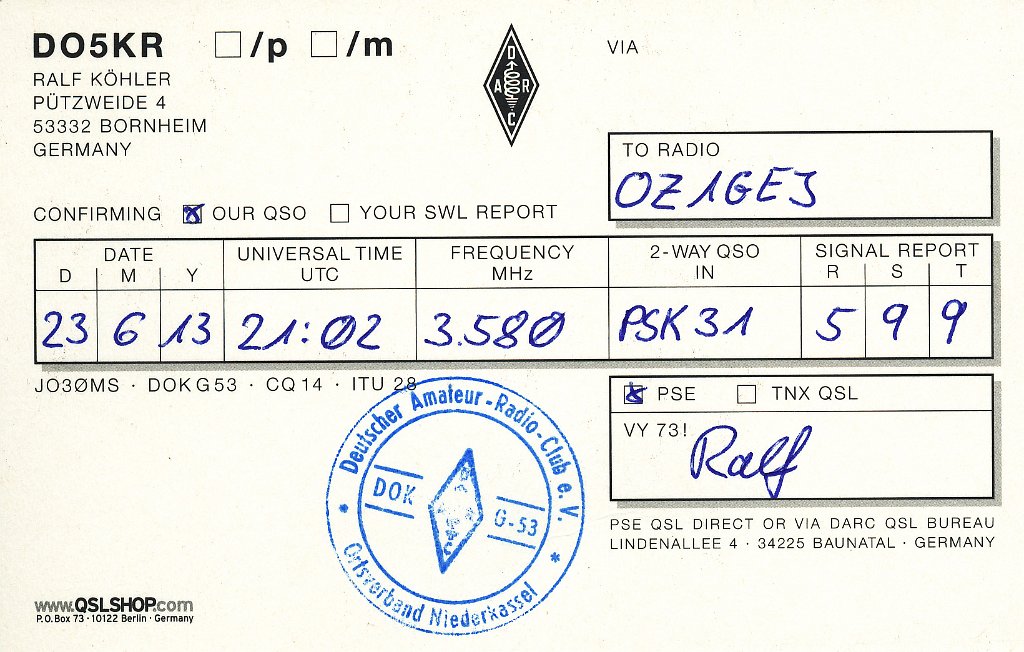 DO5KR □/p □/m
RALF KÖHLER
PÜTZWEIDE 4
53332 BORNHEIM
GERMANY
D
A R
C
VIA
TO RADIO
OZ1GEJ
CONFIRMING ☒ OUR QSO □ YOUR SWL REPORT
DATE UNIVERSAL TIME FREQUENCY 2-WAY QSO SIGNAL REPORT
D M Y UTC MHz IN R S T
23 6 13 21:02 3.580 PSK31 5 9 9
JO3ØMS · DOK G53 · CQ 14 · ITU 28
☒ PSE □ TNX QSL
VY 73!
Ralf
Deutscher Amateur-Radio-Club e.V.
DOK G-53
Ortsverband Niederkassel
PSE QSL DIRECT OR VIA DARC QSL BUREAU
LINDENALLEE 4 · 34225 BAUNATAL · GERMANY
www.QSLSHOP.com
P.O. Box 73 · 10122 Berlin · Germany